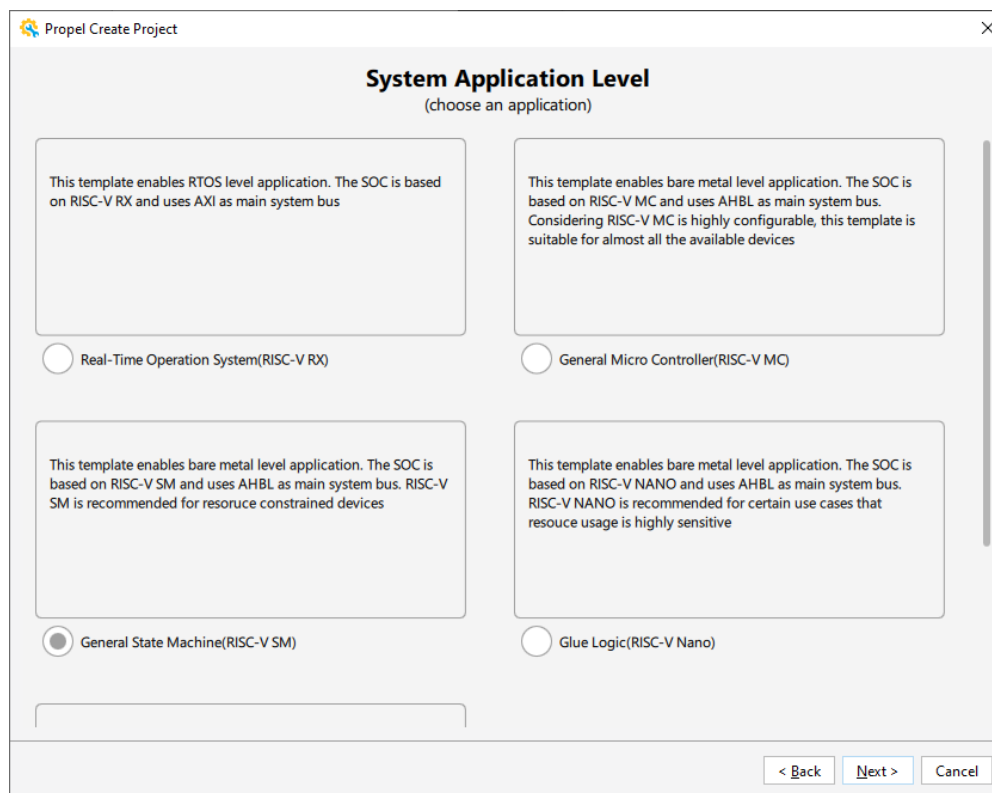 Propel Create Project
System Application Level
(choose an application)
This template enables RTOS level application. The SOC is based
on RISC-V RX and uses AXI as main system bus
Real-Time Operation System(RISC-V RX)
This template enables bare metal level application. The SOC is
based on RISC-V MC and uses AHBL as main system bus.
Considering RISC-V MC is highly configurable, this template is
suitable for almost all the available devices
General Micro Controller(RISC-V MC)
This template enables bare metal level application. The SOC is
based on RISC-V SM and uses AHBL as main system bus. RISC-V
SM is recommended for resoruce constrained devices
General State Machine(RISC-V SM)
This template enables bare metal level application. The SOC is
based on RISC-V NANO and uses AHBL as main system bus.
RISC-V NANO is recommended for certain use cases that
resouce usage is highly sensitive
Glue Logic(RISC-V Nano)
< Back
Next >
Cancel